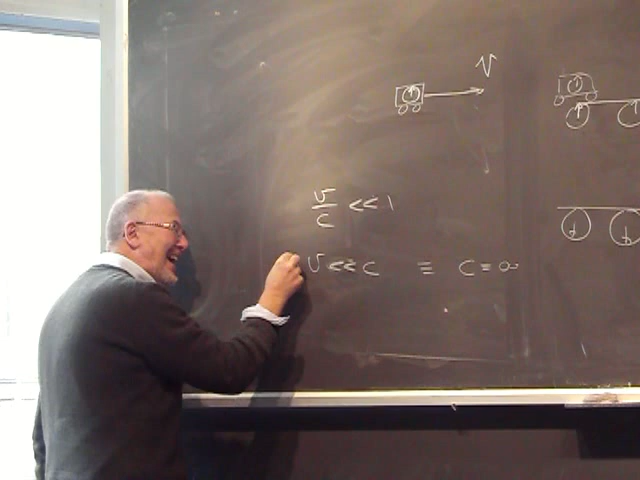 V
v/c << 1
v << c ≡ c = ∞